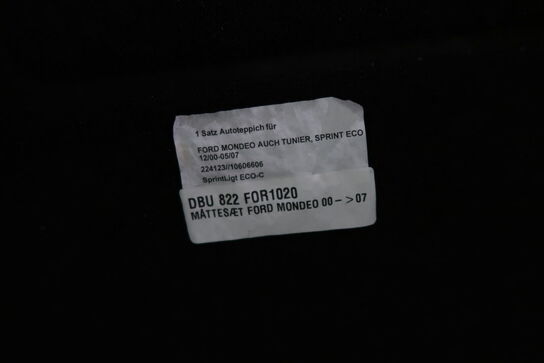 1 Satz Autoteppich für
FORD MONDEO AUCH TUNIER, SPRINT ECO
12/00-05/07
224123//10606606
SprintLigt ECO-C
DBU 822 FOR1020
MÅTTESÆT FORD MONDEO 00 – > 07